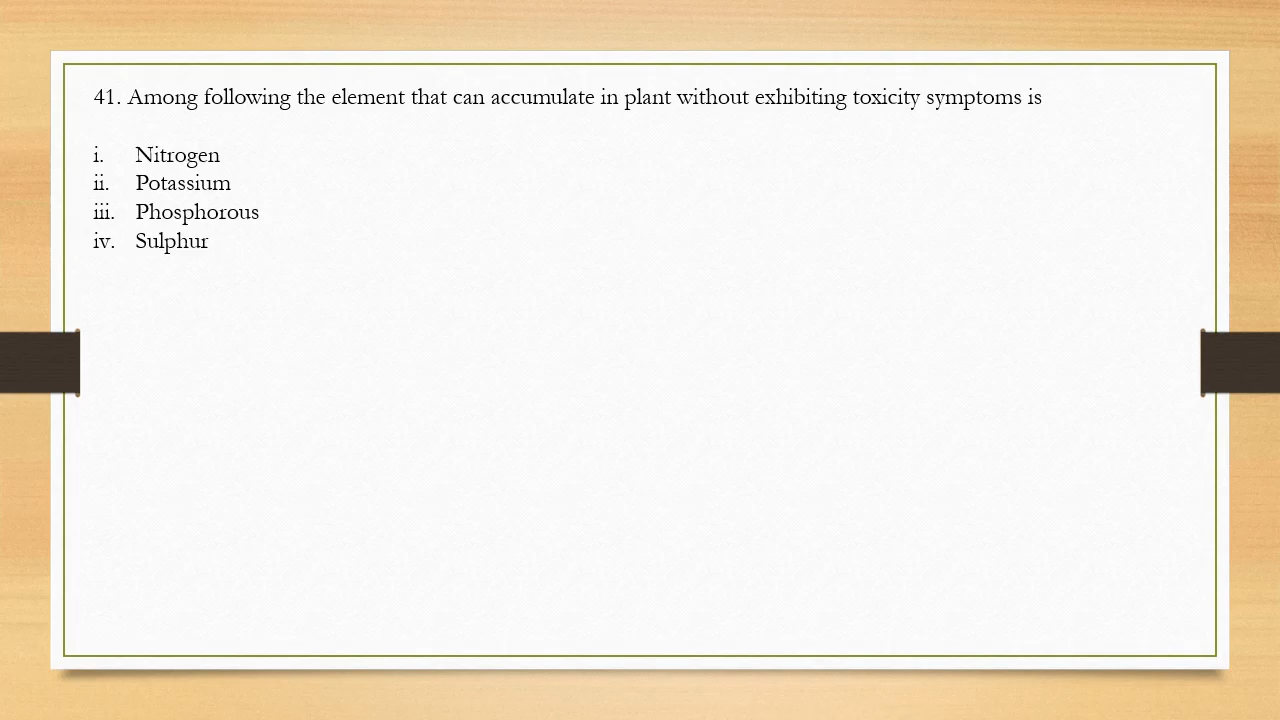 41. Among following the element that can accumulate in plant without exhibiting toxicity symptoms is
i. Nitrogen
ii. Potassium
iii. Phosphorous
iv. Sulphur